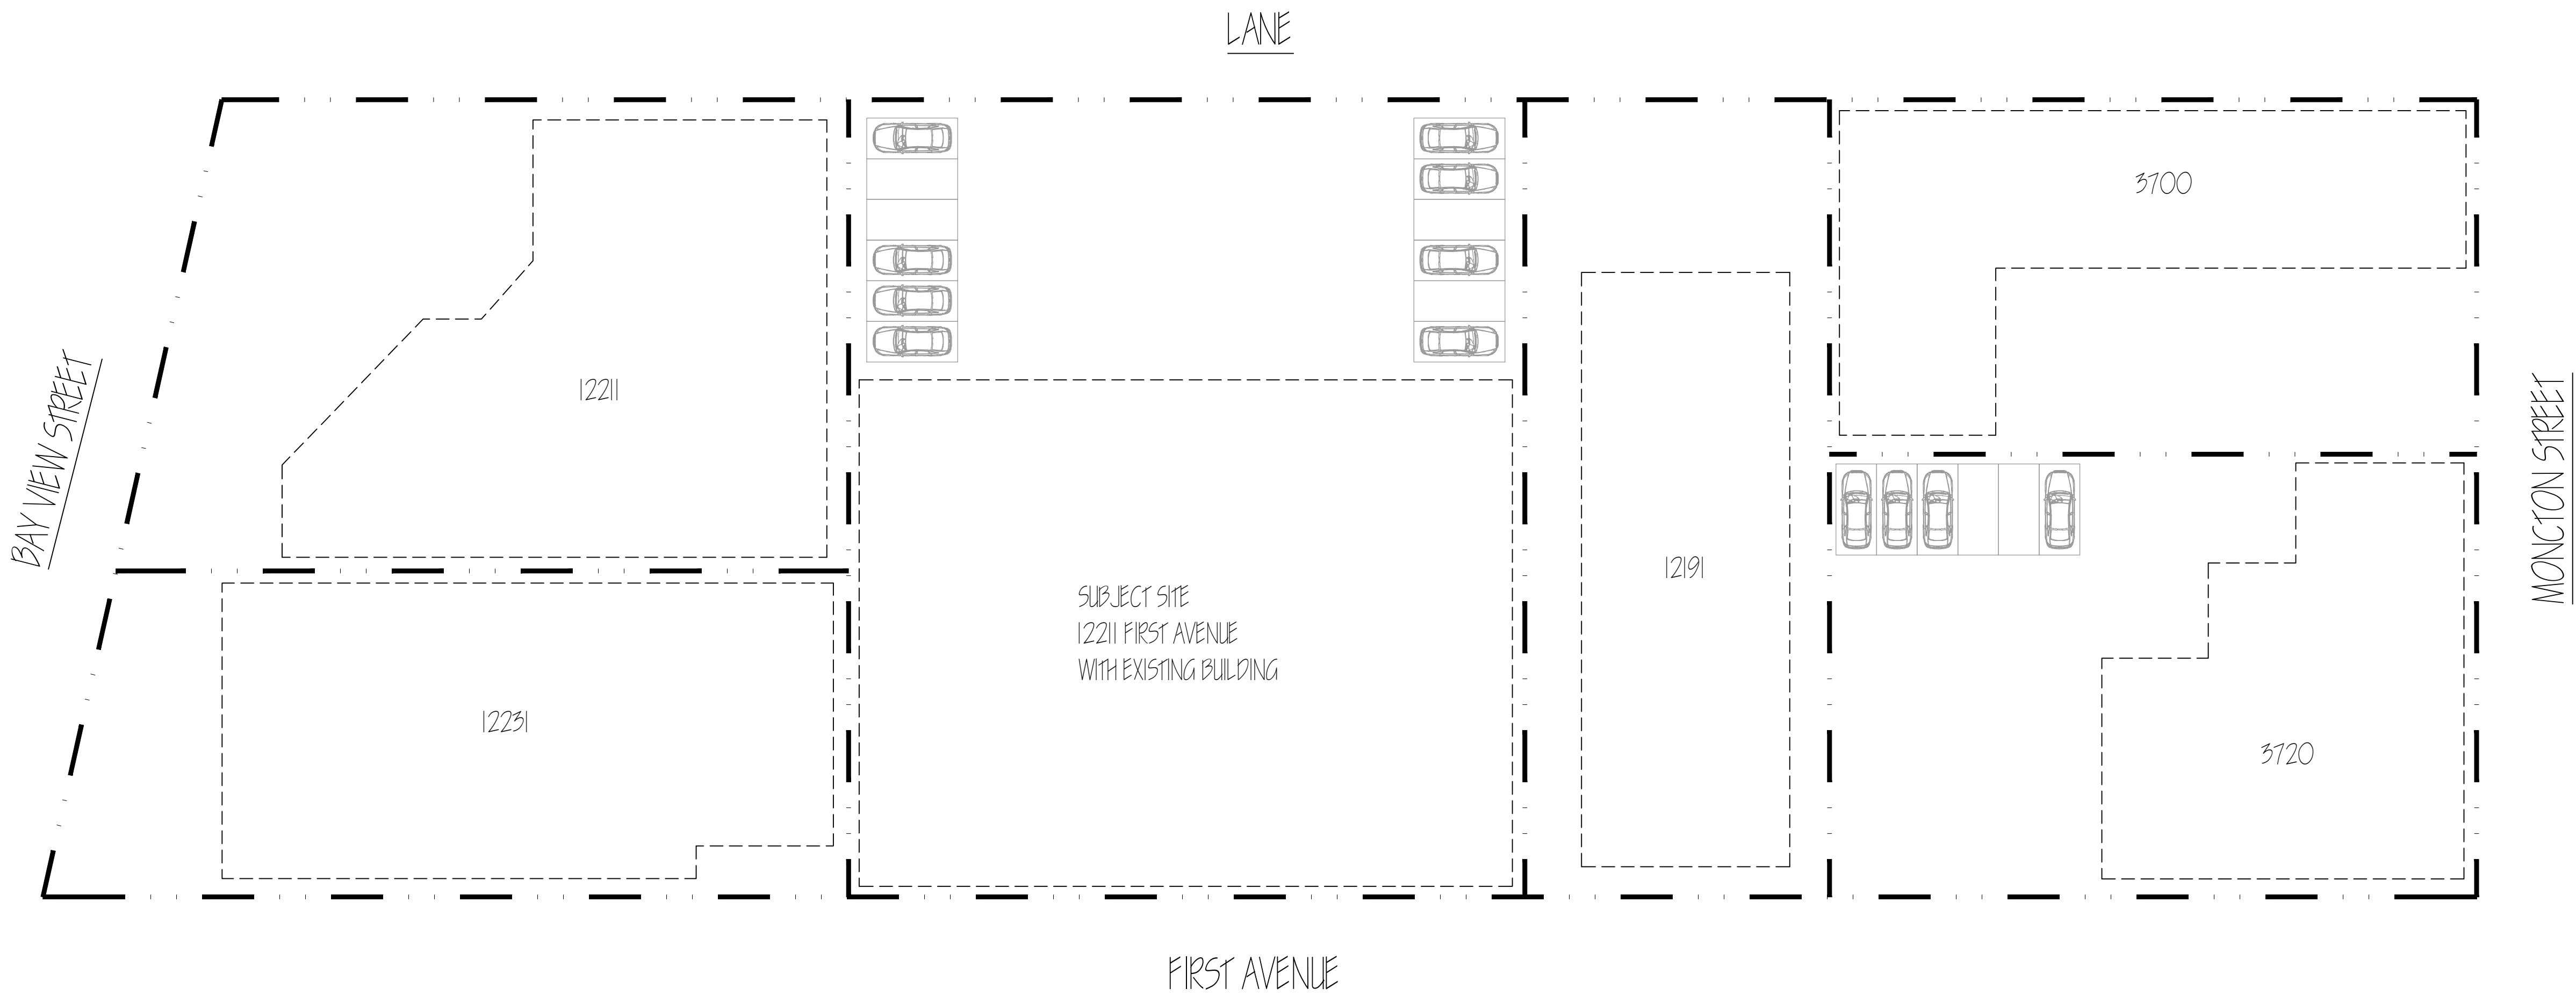 LANE
3700
12211
BAY VIEW STREET
MONCTON STREET
12191
SUBJECT SITE
12211 FIRST AVENUE
WITH EXISTING BUILDING
12231
3720
FIRST AVENUE